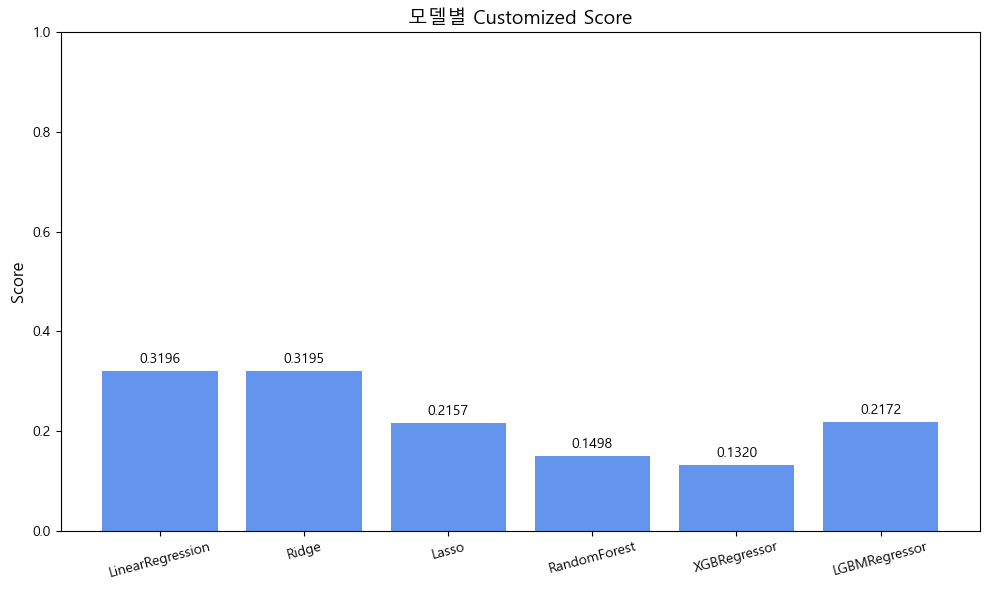 모델별 Customized Score
Score
1.0
0.8
0.6
0.4
0.2
0.0
0.3196
0.3195
0.2157
0.1498
0.1320
0.2172
LinearRegression
Ridge
Lasso
RandomForest
XGBRegressor
LGBMRegressor